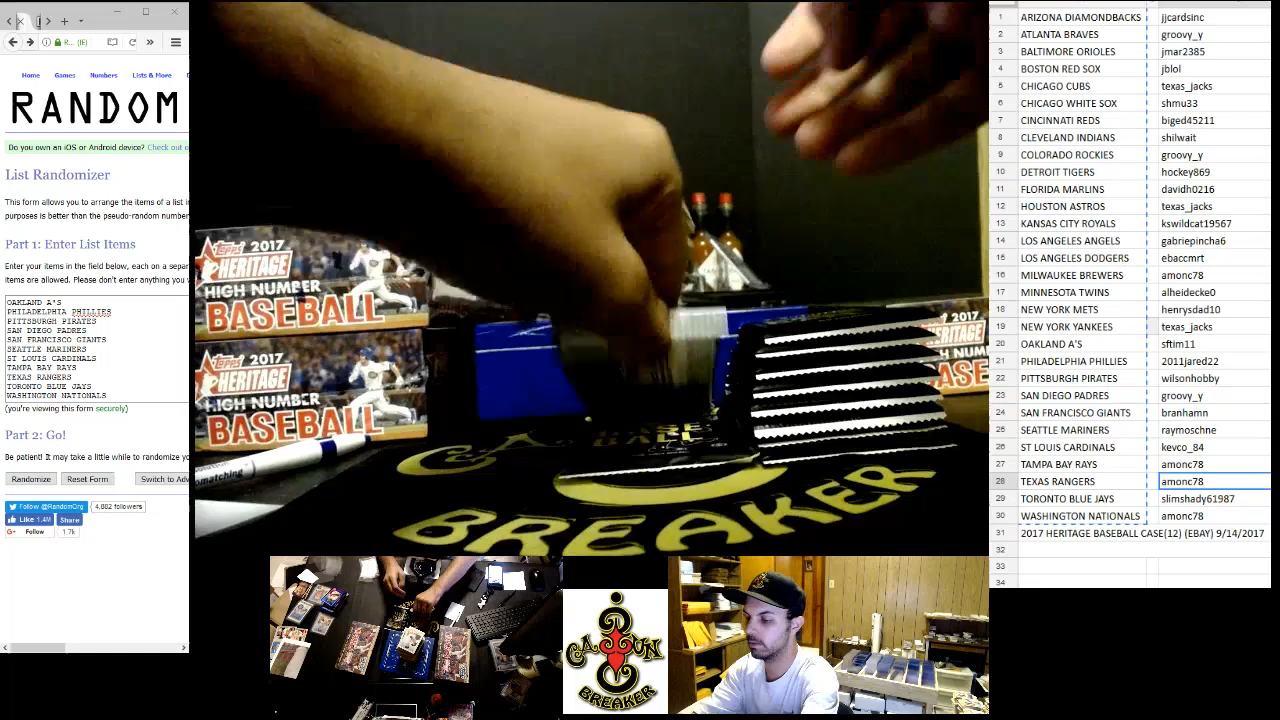 R... (IE)
Home Games Numbers Lists & More
RANDOM
Do you own an iOS or Android device? Check out o
List Randomizer
This form allows you to arrange the items of a list in
purposes is better than the pseudo-random number
Part 1: Enter List Items
Enter your items in the field below, each on a separ
items are allowed. Please don't enter anything you
OAKLAND A'S
PHILADELPHIA PHILLIES
PITTSBURGH PIRATES
SAN DIEGO PADRES
SAN FRANCISCO GIANTS
SEATTLE MARINERS
ST LOUIS CARDINALS
TAMPA BAY RAYS
TEXAS RANGERS
TORONTO BLUE JAYS
WASHINGTON NATIONALS
(you're viewing this form securely)
Part 2: Go!
Be patient! It may take a little while to randomize yo
Randomize Reset Form Switch to Adv
Follow @RandomOrg 4,882 followers
Like 1.4M Share
Follow 1.7k
Topps 2017
HERITAGE
HIGH NUMBER
BASEBALL
Topps 2017
HERITAGE
HIGH NUMBER
BASEBALL
omatching
BASE
BALL
BREAKER
CAJUN
BREAKER
1 ARIZONA DIAMONDBACKS jjcardsinc
2 ATLANTA BRAVES groovy_y
3 BALTIMORE ORIOLES jmar2385
4 BOSTON RED SOX jblol
5 CHICAGO CUBS texas_jacks
6 CHICAGO WHITE SOX shmu33
7 CINCINNATI REDS biged45211
8 CLEVELAND INDIANS shilwait
9 COLORADO ROCKIES groovy_y
10 DETROIT TIGERS hockey869
11 FLORIDA MARLINS davidh0216
12 HOUSTON ASTROS texas_jacks
13 KANSAS CITY ROYALS kswildcat19567
14 LOS ANGELES ANGELS gabriepincha6
15 LOS ANGELES DODGERS ebaccmrt
16 MILWAUKEE BREWERS amonc78
17 MINNESOTA TWINS alheidecke0
18 NEW YORK METS henrysdad10
19 NEW YORK YANKEES texas_jacks
20 OAKLAND A'S sftim11
21 PHILADELPHIA PHILLIES 2011jared22
22 PITTSBURGH PIRATES wilsonhobby
23 SAN DIEGO PADRES groovy_y
24 SAN FRANCISCO GIANTS branhamn
25 SEATTLE MARINERS raymoschne
26 ST LOUIS CARDINALS kevco_84
27 TAMPA BAY RAYS amonc78
28 TEXAS RANGERS amonc78
29 TORONTO BLUE JAYS slimshady61987
30 WASHINGTON NATIONALS amonc78
31 2017 HERITAGE BASEBALL CASE(12) (EBAY) 9/14/2017
32
33
34